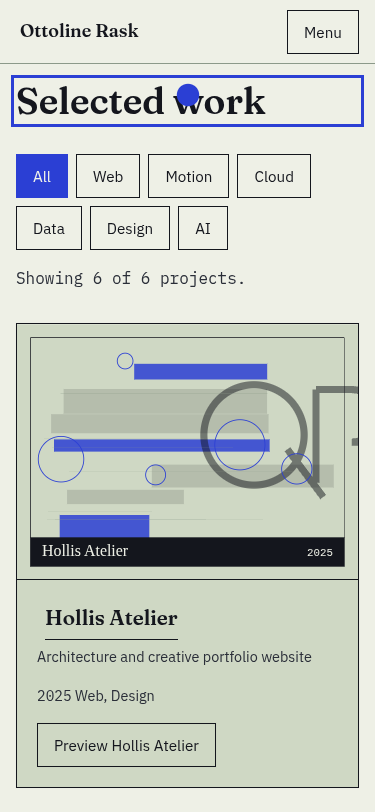 Ottoline Rask
Menu
Selected work
All
Web
Motion
Cloud
Data
Design
AI
Showing 6 of 6 projects.
Hollis Atelier
2025
Hollis Atelier
Architecture and creative portfolio website
2025 Web, Design
Preview Hollis Atelier